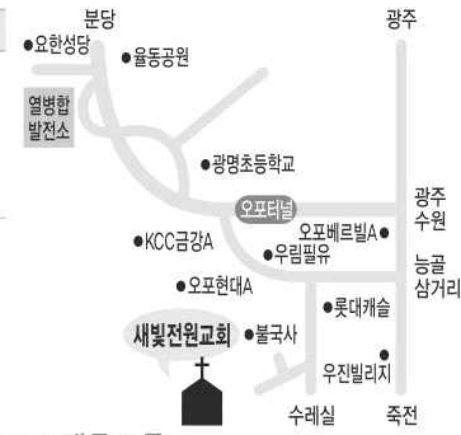 분당
광주
요한성당
율동공원
열병합
발전소
광명초등학교
오포터널
광주
수원
오포베르빌A
KCC금강A
우림필유
능골
삼거리
오포현대A
롯대캐슬
새빛전원교회
불국사
우진빌리지
수레실
죽전